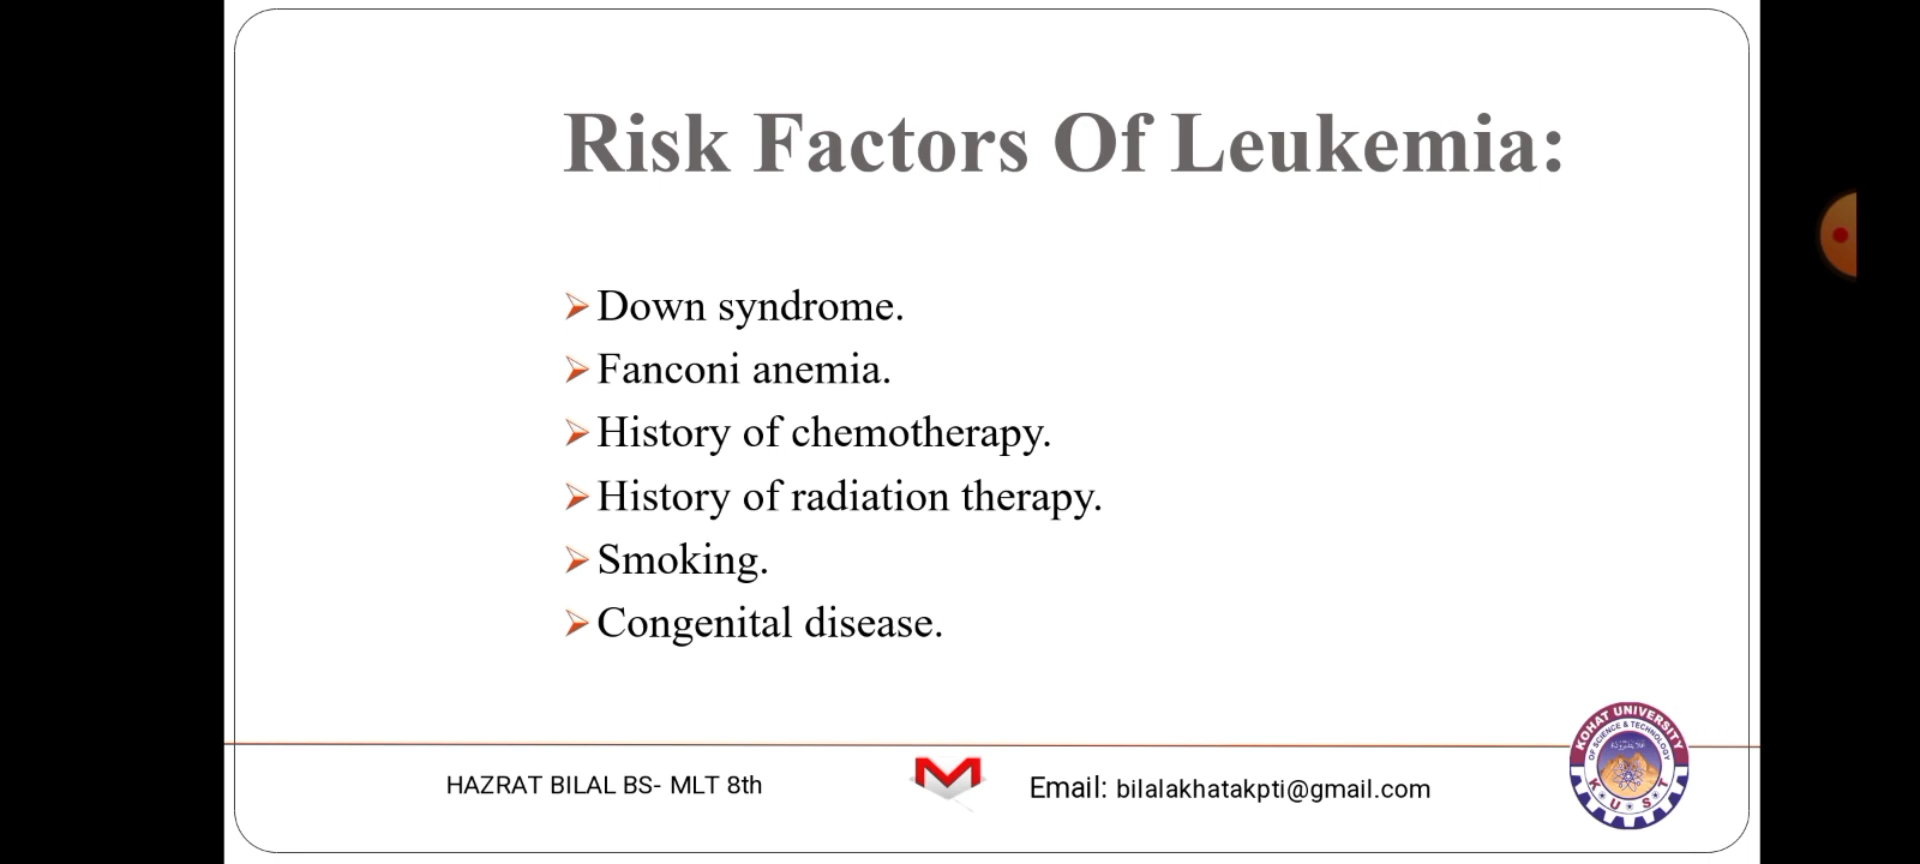 Risk Factors Of Leukemia:
Down syndrome.
Fanconi anemia.
History of chemotherapy.
History of radiation therapy.
Smoking.
Congenital disease.
HAZRAT BILAL BS- MLT 8th
Email: bilalakhatakpti@gmail.com
KOHAT UNIVERSITY
OF SCIENCE & TECHNOLOGY
K U S T